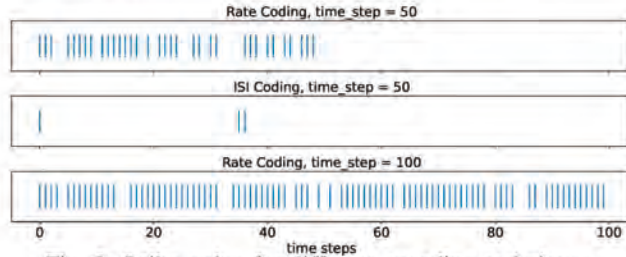 Rate Coding, time_step = 50
ISI Coding, time_step = 50
Rate Coding, time_step = 100
0 20 40 60 80 100
time steps